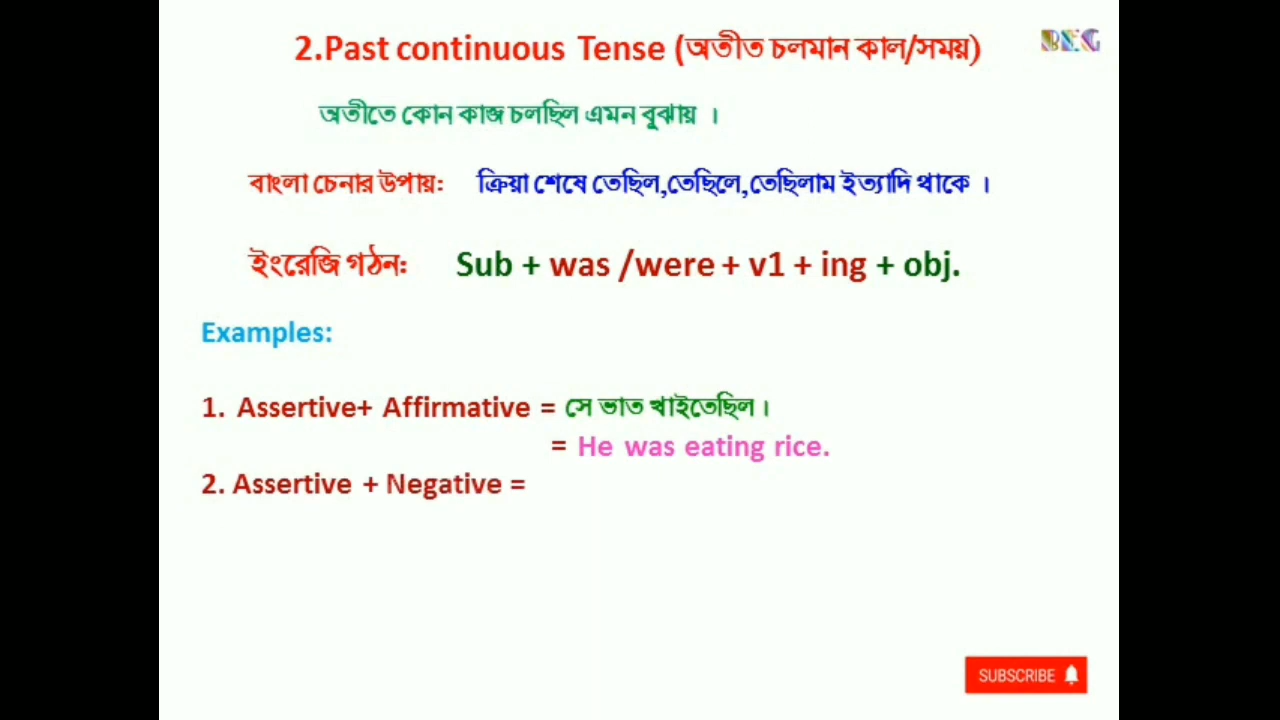 2.Past continuous Tense (অতীত চলমান কাল/সময়)
BEG
অতীতে কোন কাজ চলছিল এমন বুঝায় ।
বাংলা চেনার উপায়: ক্রিয়া শেষে তেছিল,তেছিলে,তেছিলাম ইত্যাদি থাকে ।
ইংরেজি গঠন: Sub + was /were + v1 + ing + obj.
Examples:
1. Assertive+ Affirmative = সে ভাত খাইতেছিল ।
= He was eating rice.
2. Assertive + Negative =
SUBSCRIBE